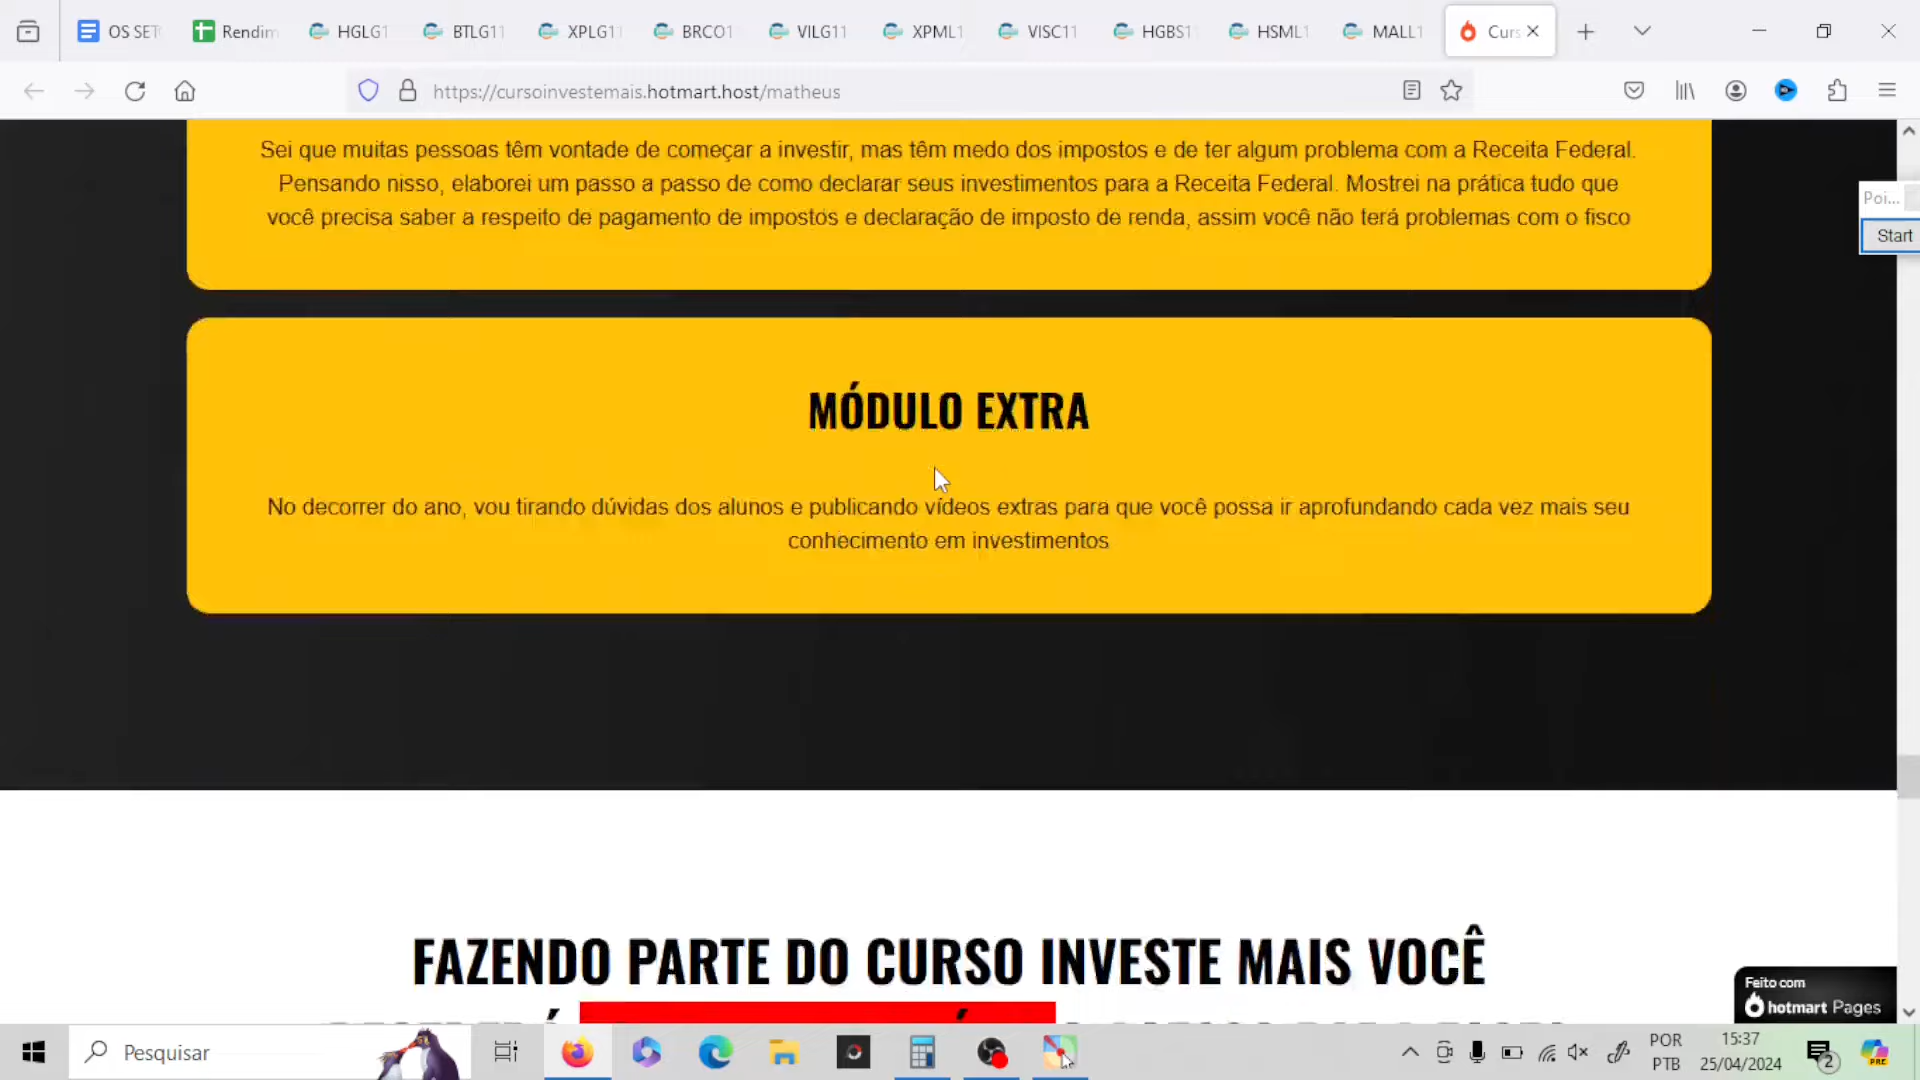 OS SET
Rendim
HGLG1
BTLG11
XPLG11
BRCO1
VILG11
XPML1
VISC11
HGBS1
HSML1
MALL1
Curs
https://cursoinvestemais.hotmart.host/matheus
Poi...
Start
Sei que muitas pessoas têm vontade de começar a investir, mas têm medo dos impostos e de ter algum problema com a Receita Federal.
Pensando nisso, elaborei um passo a passo de como declarar seus investimentos para a Receita Federal. Mostrei na prática tudo que
você precisa saber a respeito de pagamento de impostos e declaração de imposto de renda, assim você não terá problemas com o fisco
MÓDULO EXTRA
No decorrer do ano, vou tirando dúvidas dos alunos e publicando vídeos extras para que você possa ir aprofundando cada vez mais seu
conhecimento em investimentos
FAZENDO PARTE DO CURSO INVESTE MAIS VOCÊ
Feito com
hotmart Pages
Pesquisar
POR
PTB
15:37
25/04/2024
2
PRE